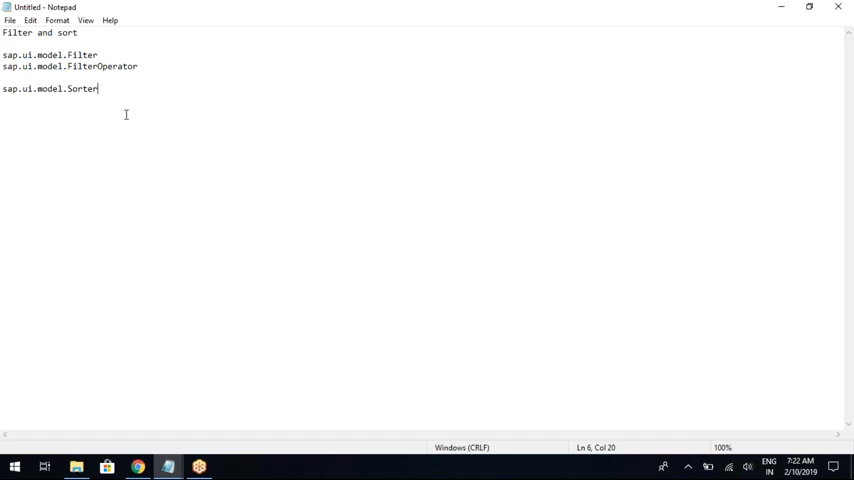 Untitled - Notepad
File Edit Format View Help
Filter and sort
sap.ui.model.Filter
sap.ui.model.FilterOperator
sap.ui.model.Sorter
Windows (CRLF) Ln 6, Col 20 100%
ENG 7:22 AM
IN 2/10/2019